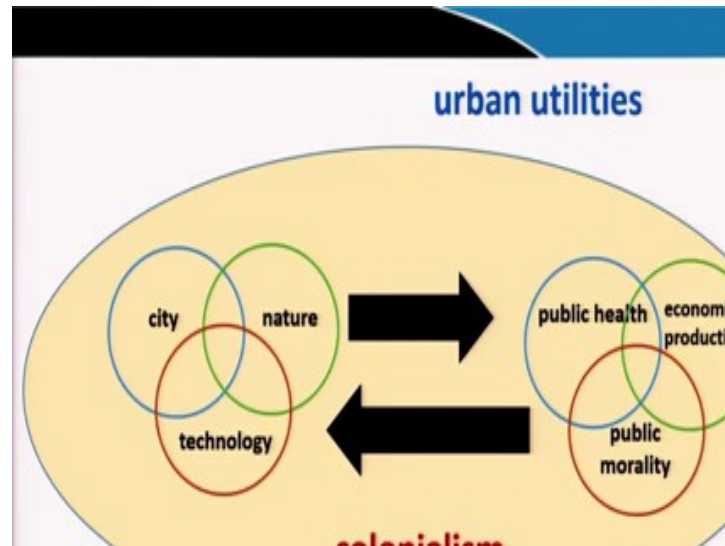 urban utilities
city
nature
technology
public health
public
morality